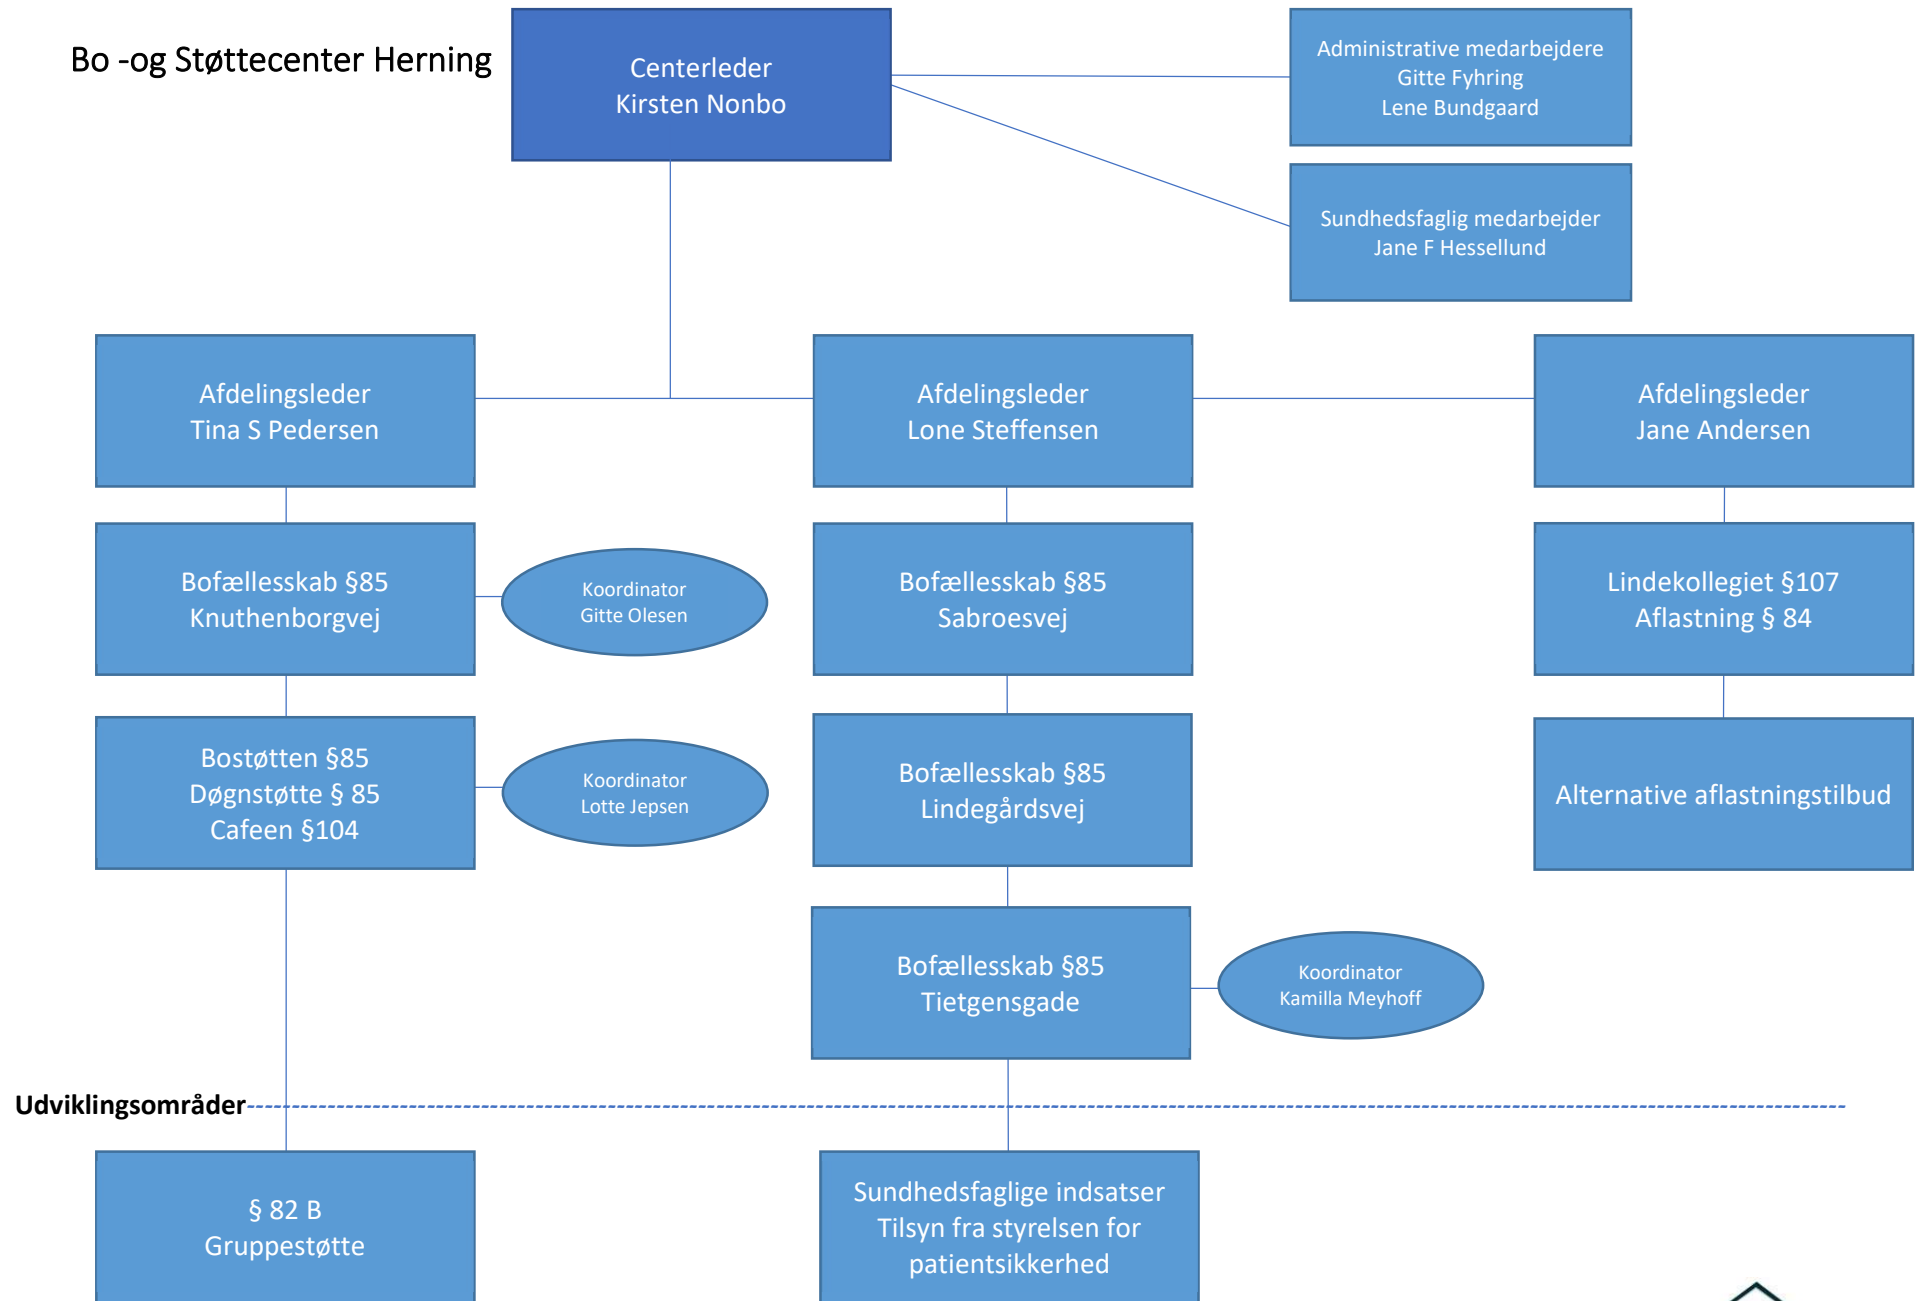 Bo -og Støttecenter Herning
Centerleder
Kirsten Nonbo
Administrative medarbejdere
Gitte Fyhring
Lene Bundgaard
Sundhedsfaglig medarbejder
Jane F Hessellund
Afdelingsleder
Tina S Pedersen
Afdelingsleder
Lone Steffensen
Afdelingsleder
Jane Andersen
Bofællesskab §85
Knuthenborgvej
Koordinator
Gitte Olesen
Bofællesskab §85
Sabroesvej
Lindekollegiet §107
Aflastning § 84
Bostøtten §85
Døgnstøtte § 85
Cafeen §104
Koordinator
Lotte Jepsen
Bofællesskab §85
Lindegårdsvej
Alternative aflastningstilbud
Bofællesskab §85
Tietgensgade
Koordinator
Kamilla Meyhoff
Udviklingsområder
§ 82 B
Gruppestøtte
Sundhedsfaglige indsatser
Tilsyn fra styrelsen for
patientsikkerhed